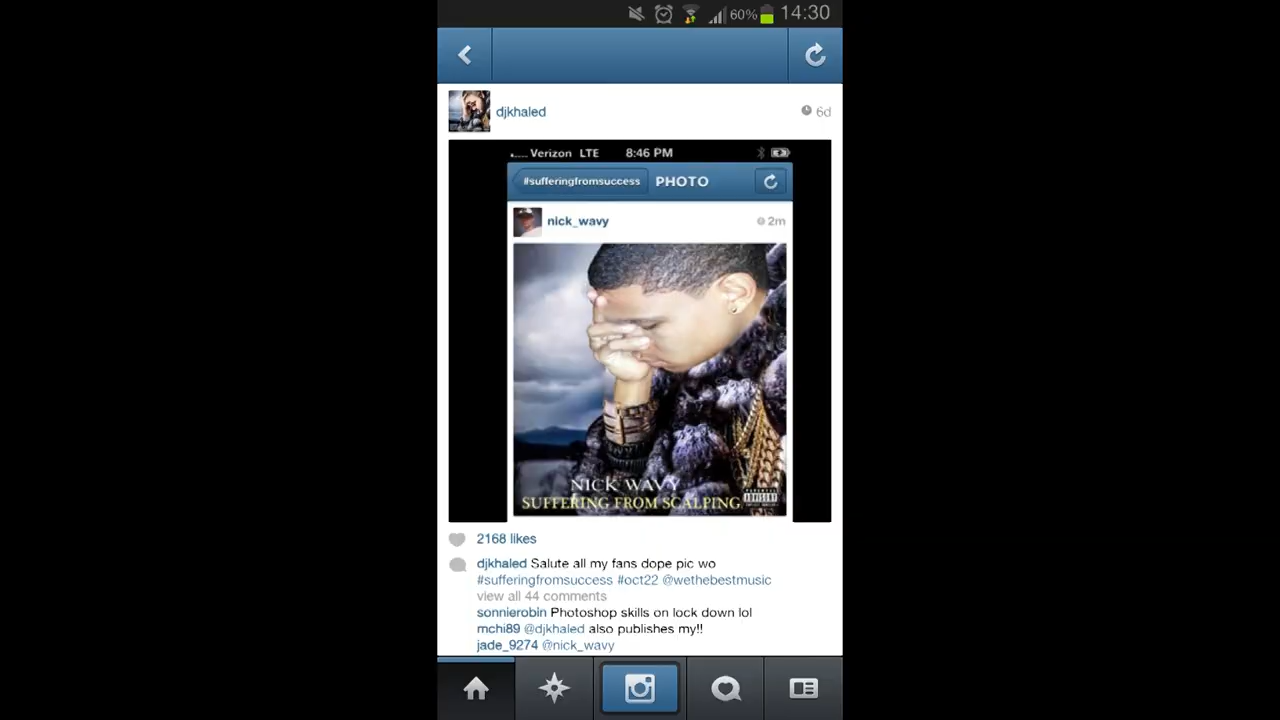 60% 14:30
djkhaled 6d
Verizon LTE 8:46 PM
#sufferingfromsuccess PHOTO
nick_wavy 2m
NICK WAVY
SUFFERING FROM SCALPING
PARENTAL
ADVISORY
2168 likes
djkhaled Salute all my fans dope pic wo
#sufferingfromsuccess #oct22 @wethebestmusic
view all 44 comments
sonnierobin Photoshop skills on lock down lol
mchi89 @djkhaled also publishes my!!
jade_9274 @nick_wavy